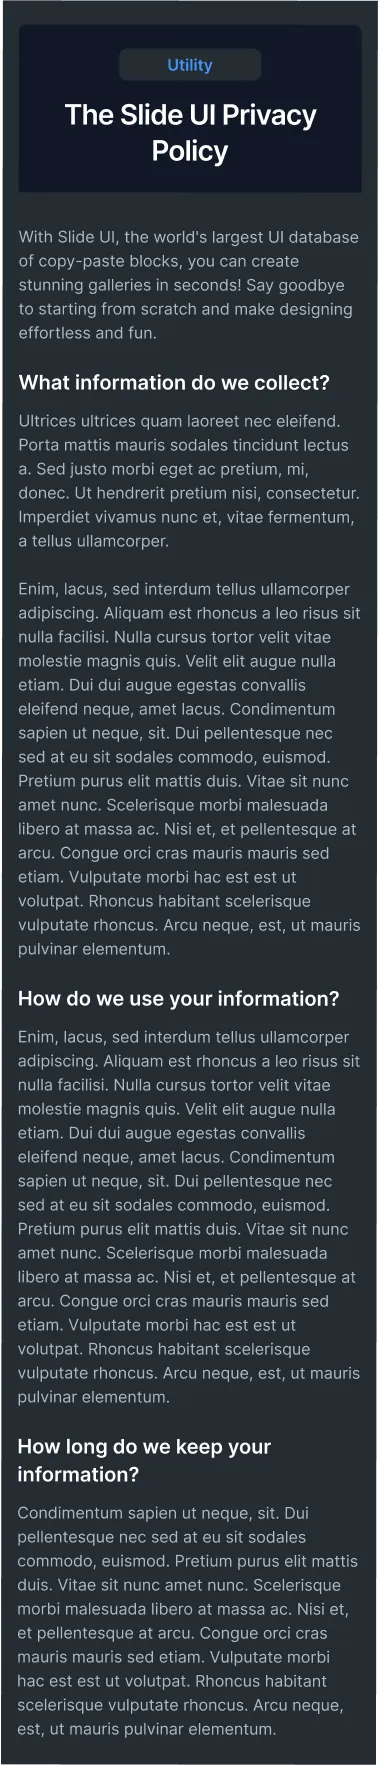 Utility
The Slide UI Privacy
Policy
With Slide UI, the world's largest UI database
of copy-paste blocks, you can create
stunning galleries in seconds! Say goodbye
to starting from scratch and make designing
effortless and fun.
What information do we collect?
Ultrices ultrices quam laoreet nec eleifend.
Porta mattis mauris sodales tincidunt lectus
a. Sed justo morbi eget ac pretium, mi,
donec. Ut hendrerit pretium nisi, consectetur.
Imperdiet vivamus nunc et, vitae fermentum,
a tellus ullamcorper.
Enim, lacus, sed interdum tellus ullamcorper
adipiscing. Aliquam est rhoncus a leo risus sit
nulla facilisi. Nulla cursus tortor velit vitae
molestie magnis quis. Velit elit augue nulla
etiam. Dui dui augue egestas convallis
eleifend neque, amet lacus. Condimentum
sapien ut neque, sit. Dui pellentesque nec
sed at eu sit sodales commodo, euismod.
Pretium purus elit mattis duis. Vitae sit nunc
amet nunc. Scelerisque morbi malesuada
libero at massa ac. Nisi et, et pellentesque at
arcu. Congue orci cras mauris mauris sed
etiam. Vulputate morbi hac est est ut
volutpat. Rhoncus habitant scelerisque
vulputate rhoncus. Arcu neque, est, ut mauris
pulvinar elementum.
How do we use your information?
Enim, lacus, sed interdum tellus ullamcorper
adipiscing. Aliquam est rhoncus a leo risus sit
nulla facilisi. Nulla cursus tortor velit vitae
molestie magnis quis. Velit elit augue nulla
etiam. Dui dui augue egestas convallis
eleifend neque, amet lacus. Condimentum
sapien ut neque, sit. Dui pellentesque nec
sed at eu sit sodales commodo, euismod.
Pretium purus elit mattis duis. Vitae sit nunc
amet nunc. Scelerisque morbi malesuada
libero at massa ac. Nisi et, et pellentesque at
arcu. Congue orci cras mauris mauris sed
etiam. Vulputate morbi hac est est ut
volutpat. Rhoncus habitant scelerisque
vulputate rhoncus. Arcu neque, est, ut mauris
pulvinar elementum.
How long do we keep your
information?
Condimentum sapien ut neque, sit. Dui
pellentesque nec sed at eu sit sodales
commodo, euismod. Pretium purus elit mattis
duis. Vitae sit nunc amet nunc. Scelerisque
morbi malesuada libero at massa ac. Nisi et,
et pellentesque at arcu. Congue orci cras
mauris mauris sed etiam. Vulputate morbi
hac est est ut volutpat. Rhoncus habitant
scelerisque vulputate rhoncus. Arcu neque,
est, ut mauris pulvinar elementum.